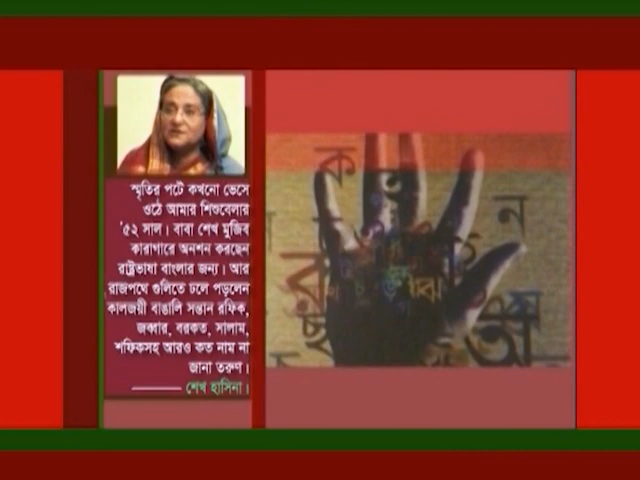 স্মৃতির পটে কখনো ভেসে
ওঠে আমার শিশুবেলার
'৫২ সাল। বাবা শেখ মুজিব
কারাগারে অনশন করছেন
রাষ্ট্রভাষা বাংলার জন্য। আর
রাজপথে গুলিতে ঢলে পড়লেন
কালজয়ী বাঙালি সন্তান রফিক,
জব্বার, বরকত, সালাম,
শফিকসহ আরও কত নাম না
জানা তরুণ।
——— শেখ হাসিনা।
ক
ন
র
অ